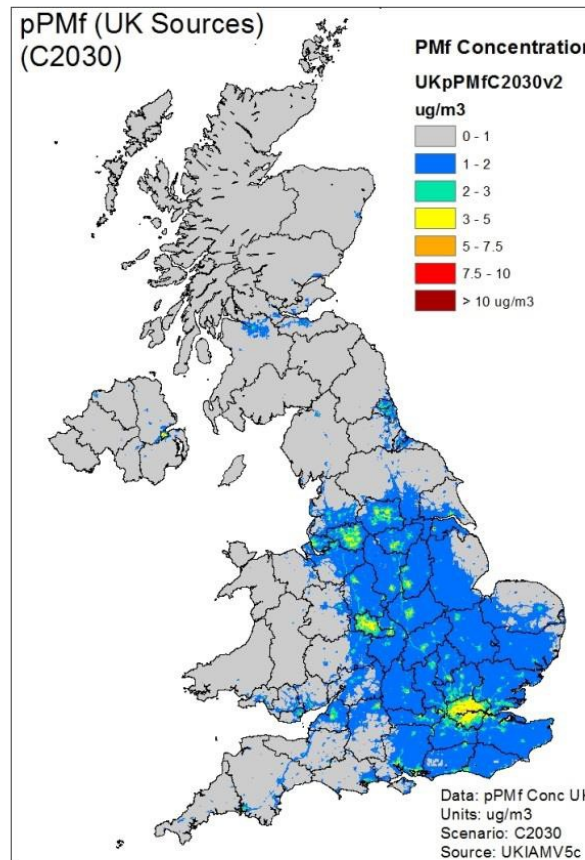 pPMf (UK Sources)
(C2030)
PMf Concentration
UKpPMfC2030v2
ug/m3
0 - 1
1 - 2
2 - 3
3 - 5
5 - 7.5
7.5 - 10
> 10 ug/m3
Data: pPMf Conc UK
Units: ug/m3
Scenario: C2030
Source: UKIAMV5c